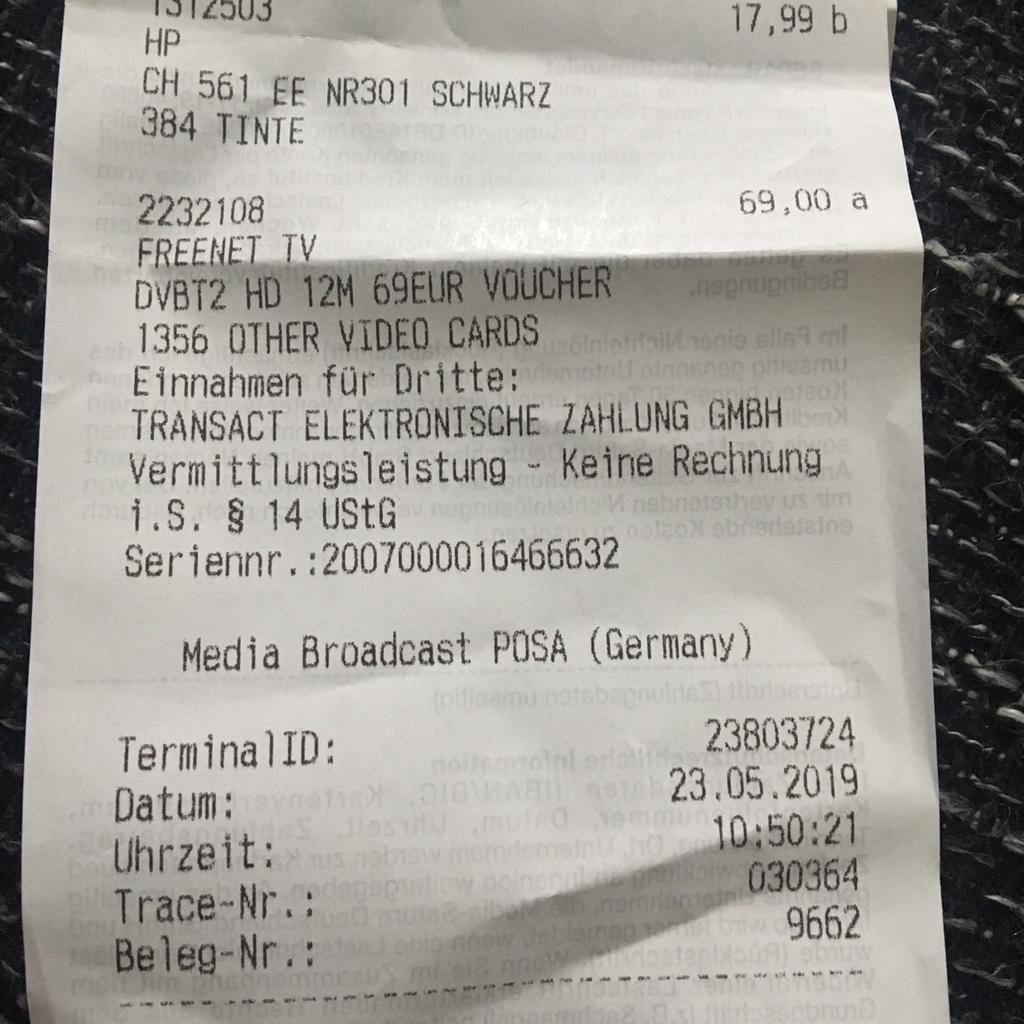 1312503 17,99 b
HP
CH 561 EE NR301 SCHWARZ
384 TINTE
2232108 69,00 a
FREENET TV
DVBT2 HD 12M 69EUR VOUCHER
1356 OTHER VIDEO CARDS
Einnahmen für Dritte:
TRANSACT ELEKTRONISCHE ZAHLUNG GMBH
Vermittlungsleistung - Keine Rechnung
i.S. § 14 UStG
Seriennr.:2007000016466632
Media Broadcast POSA (Germany)
TerminalID: 23803724
Datum: 23.05.2019
Uhrzeit: 10:50:21
Trace-Nr.: 030364
Beleg-Nr.: 9662